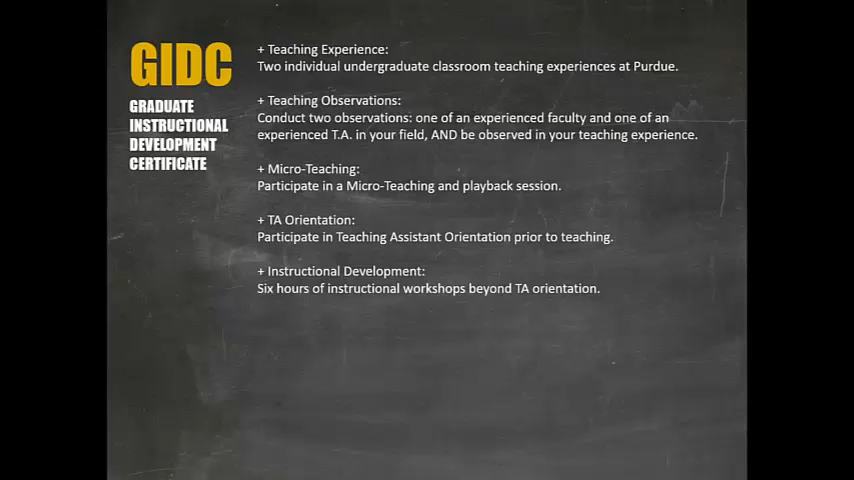 GIDC
GRADUATE
INSTRUCTIONAL
DEVELOPMENT
CERTIFICATE
+ Teaching Experience:
Two individual undergraduate classroom teaching experiences at Purdue.
+ Teaching Observations:
Conduct two observations: one of an experienced faculty and one of an
experienced T.A. in your field, AND be observed in your teaching experience.
+ Micro-Teaching:
Participate in a Micro-Teaching and playback session.
+ TA Orientation:
Participate in Teaching Assistant Orientation prior to teaching.
+ Instructional Development:
Six hours of instructional workshops beyond TA orientation.